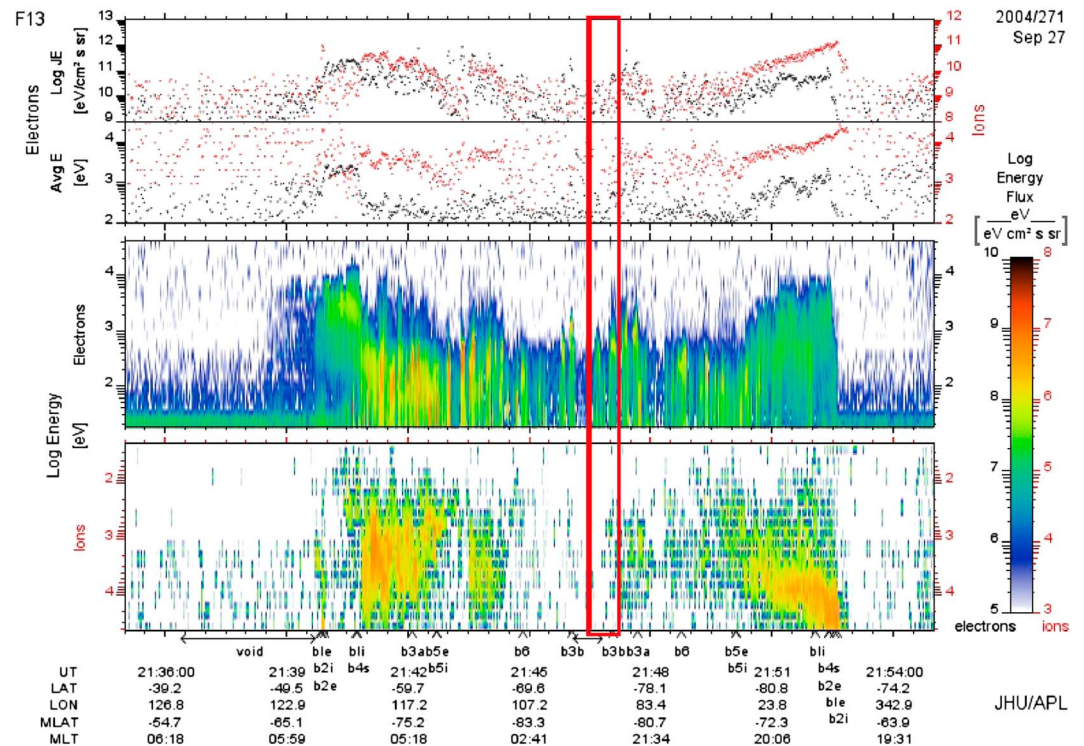 F13
2004/271
Sep 27
Electrons
Log JE
[eV/cm² s sr]
13
12
11
10
9
12
11
10
9
8
Ions
Avg E
[eV]
4
3
2
4
3
2
Log Energy
[eV]
Electrons
4
3
2
4
3
2
Ions
2
3
4
2
3
4
Log
Energy
Flux
eV
[eV cm² s sr]
10 8
9 7
8 6
7 5
6 4
5 3
electrons ions
void ble bli b3ab5e b6 b3b b3bb3a b6 b5e bli
b2i b4s b5i b5i b4s
b2e b2e
ble
b2i
UT 21:36:00 21:39 21:42 21:45 21:48 21:51 21:54:00
LAT -39.2 -49.5 -59.7 -69.6 -78.1 -80.8 -74.2
LON 126.8 122.9 117.2 107.2 83.4 23.8 342.9
MLAT -54.7 -65.1 -75.2 -83.3 -80.7 -72.3 -63.9
MLT 06:18 05:59 05:18 02:41 21:34 20:06 19:31
JHU/APL